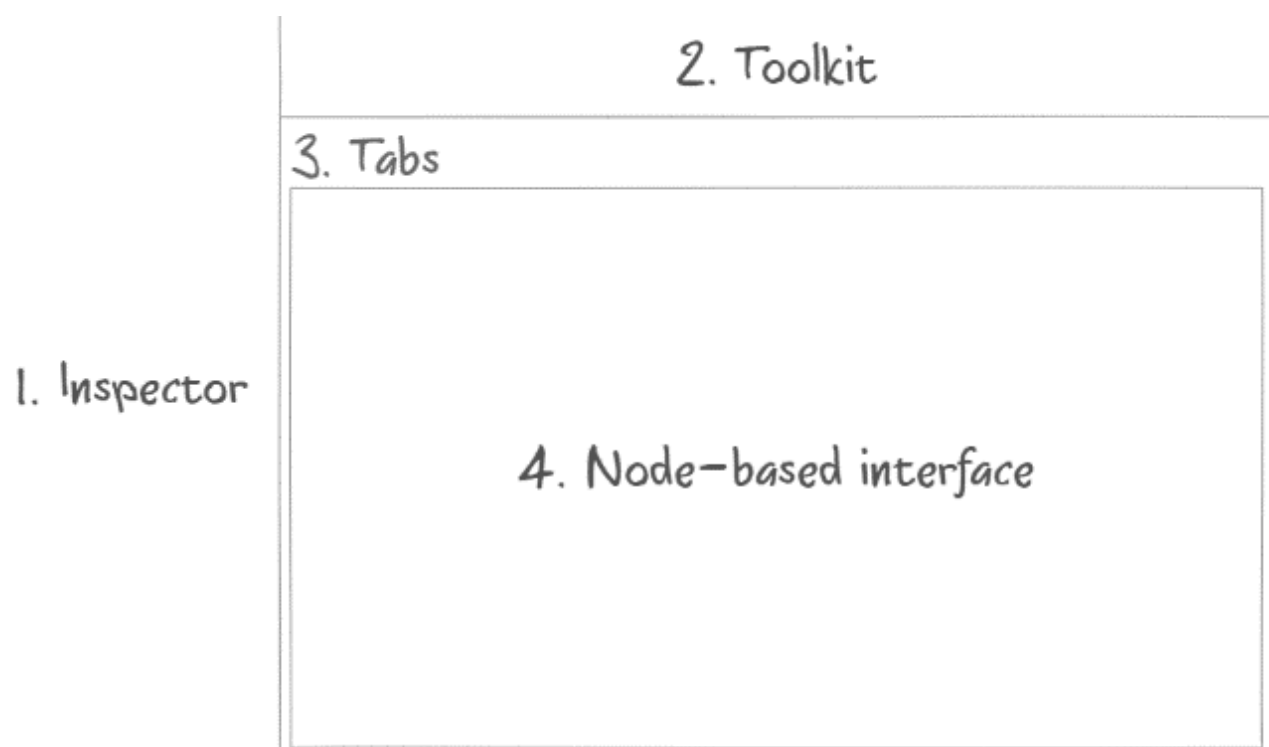 1. Inspector
2. Toolkit
3. Tabs
4. Node-based interface